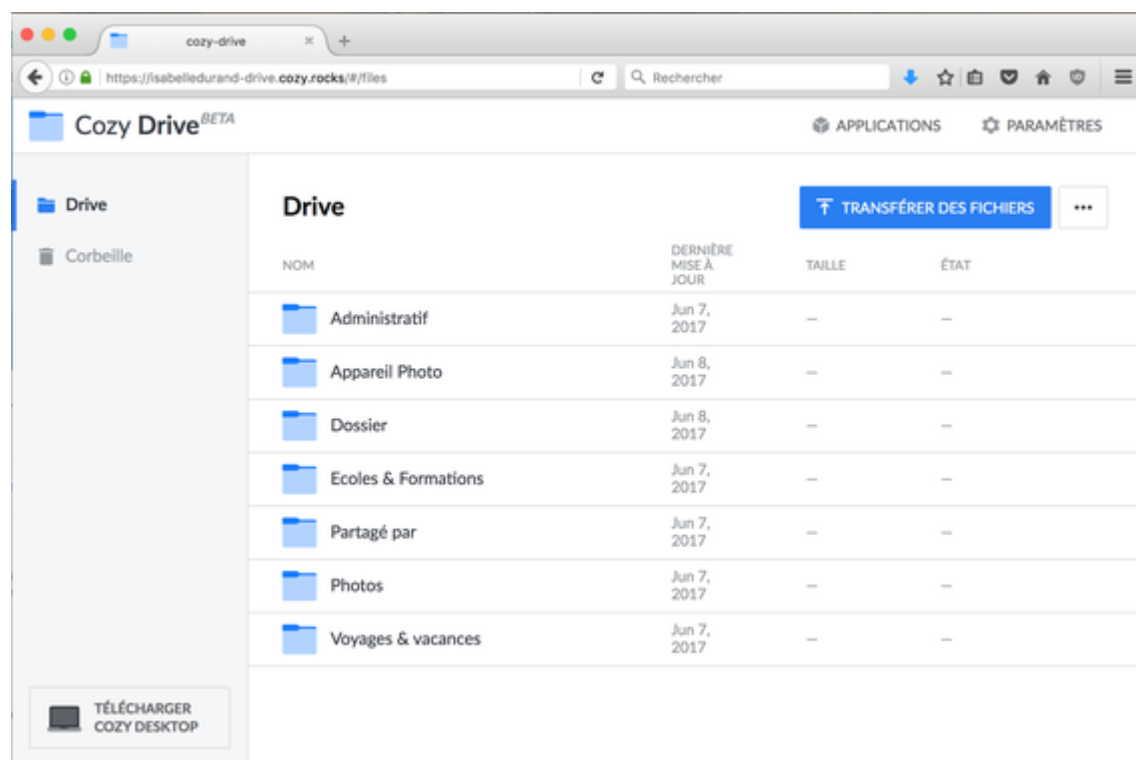 cozy-drive
https://isabelledurand-drive.cozy.rocks/#/files
Rechercher
Cozy Drive BETA
APPLICATIONS
PARAMÈTRES
Drive
Corbeille
Drive
TRANSFÉRER DES FICHIERS
NOM
DERNIÈRE
MISE À
JOUR
TAILLE
ÉTAT
Administratif
Jun 7,
2017
–
–
Appareil Photo
Jun 8,
2017
–
–
Dossier
Jun 8,
2017
–
–
Ecoles & Formations
Jun 7,
2017
–
–
Partagé par
Jun 7,
2017
–
–
Photos
Jun 7,
2017
–
–
Voyages & vacances
Jun 7,
2017
–
–
TÉLÉCHARGER
COZY DESKTOP